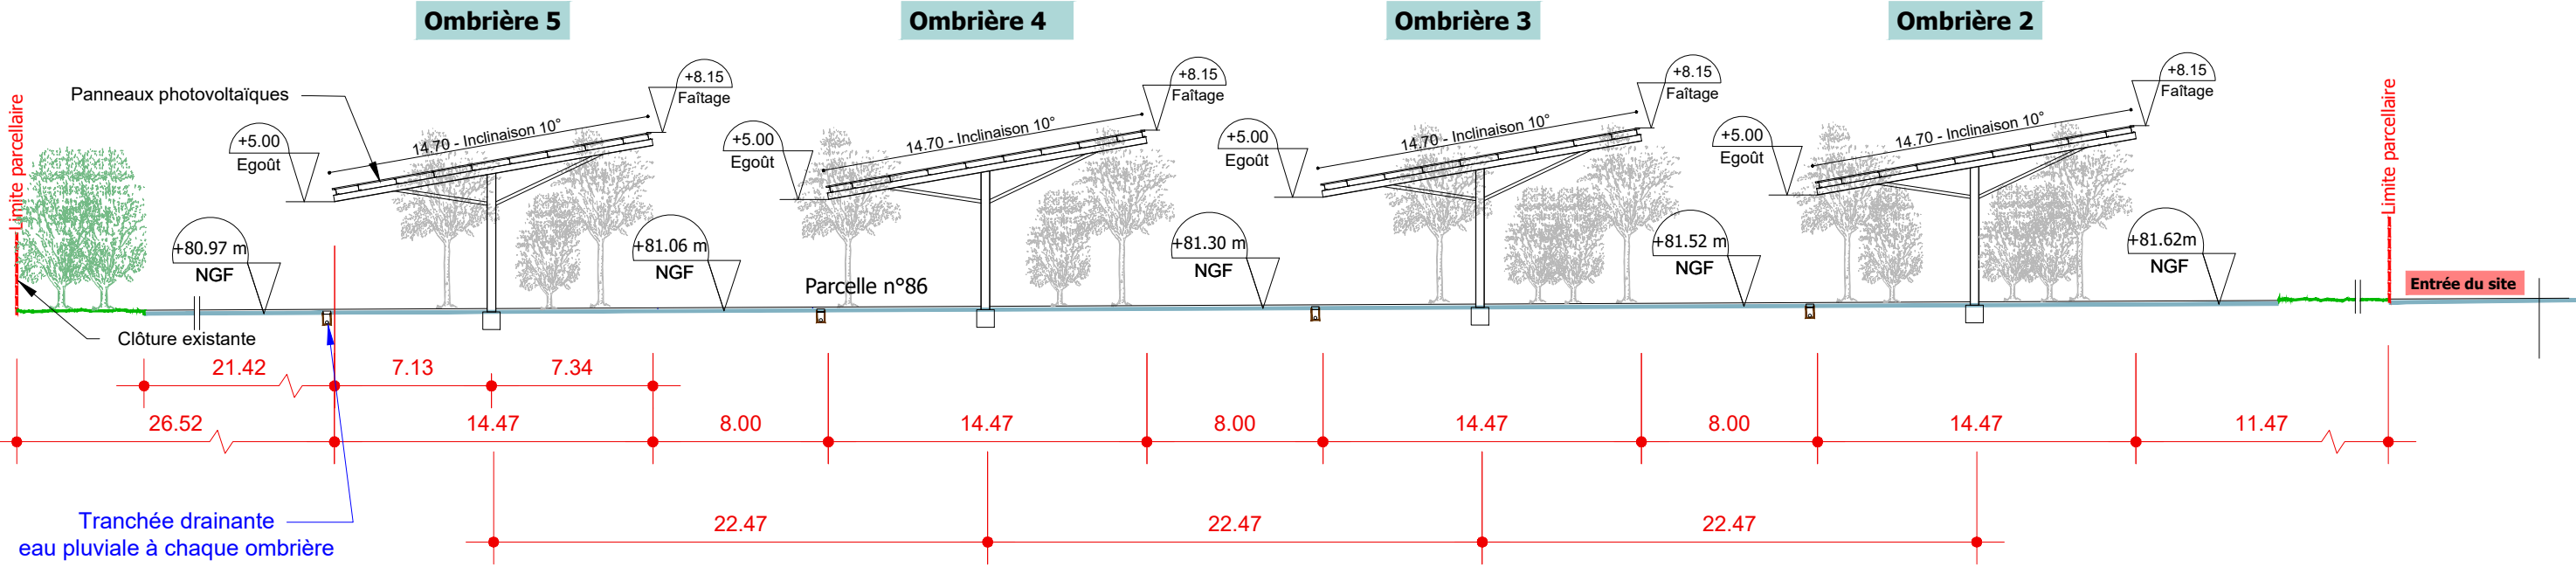 Ombrière 5
Ombrière 4
Ombrière 3
Ombrière 2
Limite parcellaire
Panneaux photovoltaïques
+5.00
Egoût
14.70 - Inclinaison 10°
+8.15
Faîtage
+5.00
Egoût
14.70 - Inclinaison 10°
+8.15
Faîtage
+5.00
Egoût
14.70 - Inclinaison 10°
+8.15
Faîtage
+5.00
Egoût
14.70 - Inclinaison 10°
+8.15
Faîtage
Limite parcellaire
+80.97 m
NGF
+81.06 m
NGF
Parcelle n°86
+81.30 m
NGF
+81.52 m
NGF
+81.62m
NGF
Entrée du site
Clôture existante
21.42
7.13
7.34
26.52
14.47
8.00
14.47
8.00
14.47
8.00
14.47
11.47
Tranchée drainante
eau pluviale à chaque ombrière
22.47
22.47
22.47